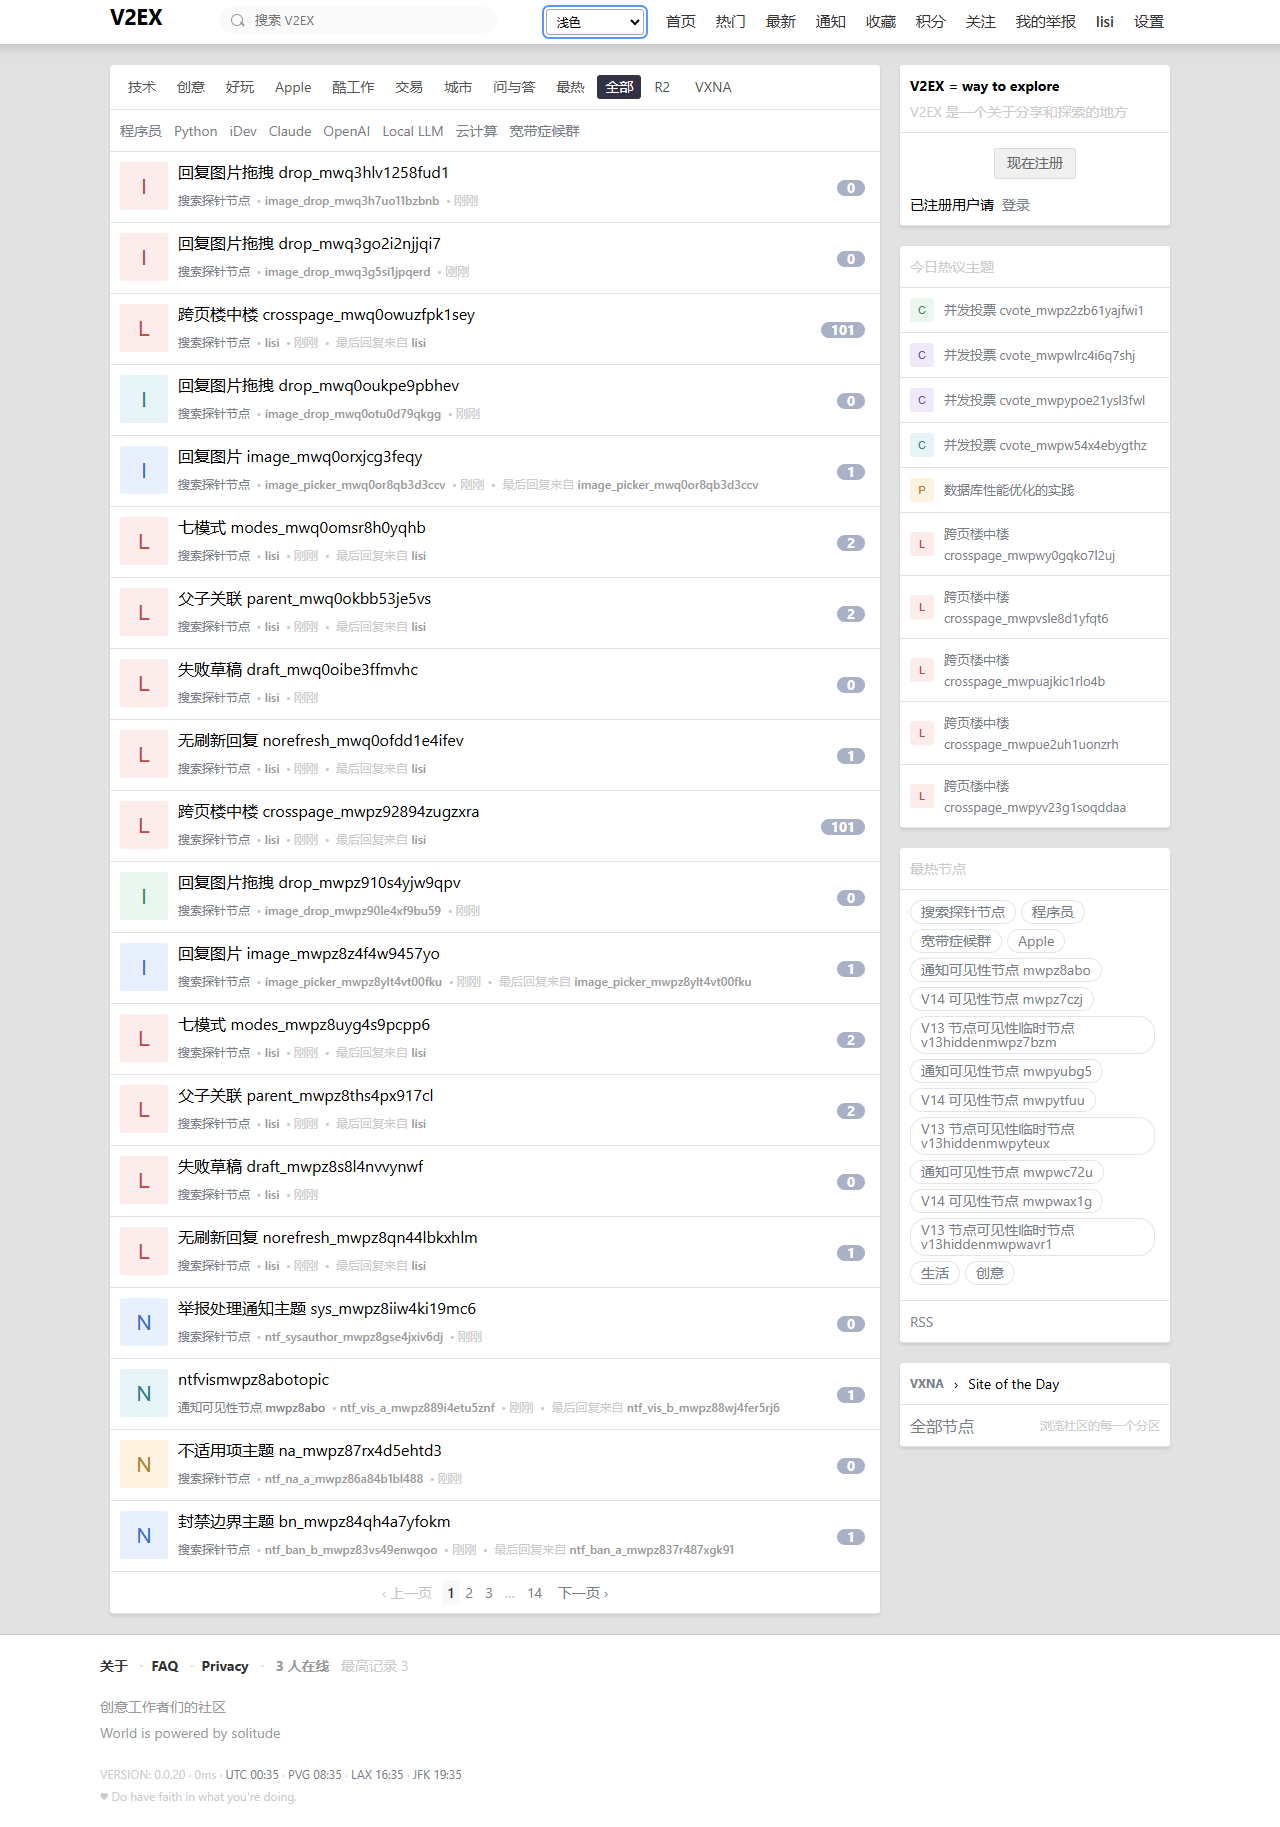 V2EX
搜索 V2EX
浅色
首页 热门 最新 通知 收藏 积分 关注 我的举报 lisi 设置
技术 创意 好玩 Apple 酷工作 交易 城市 问与答 最热 全部 R2 VXNA
程序员 Python iDev Claude OpenAI Local LLM 云计算 宽带症候群
I
回复图片拖拽 drop_mwq3hlv1258fud1
搜索探针节点 • image_drop_mwq3h7uo11bzbnb • 刚刚
0
I
回复图片拖拽 drop_mwq3go2i2njjqi7
搜索探针节点 • image_drop_mwq3g5si1jpqerd • 刚刚
0
L
跨页楼中楼 crosspage_mwq0owuzfpk1sey
搜索探针节点 • lisi • 刚刚 • 最后回复来自 lisi
101
I
回复图片拖拽 drop_mwq0oukpe9pbhev
搜索探针节点 • image_drop_mwq0otu0d79qkgg • 刚刚
0
I
回复图片 image_mwq0orxjcg3feqy
搜索探针节点 • image_picker_mwq0or8qb3d3ccv • 刚刚 • 最后回复来自 image_picker_mwq0or8qb3d3ccv
1
L
七模式 modes_mwq0omsr8h0yqhb
搜索探针节点 • lisi • 刚刚 • 最后回复来自 lisi
2
L
父子关联 parent_mwq0okbb53je5vs
搜索探针节点 • lisi • 刚刚 • 最后回复来自 lisi
2
L
失败草稿 draft_mwq0oibe3ffmvhc
搜索探针节点 • lisi • 刚刚
0
L
无刷新回复 norefresh_mwq0ofdd1e4ifev
搜索探针节点 • lisi • 刚刚 • 最后回复来自 lisi
1
L
跨页楼中楼 crosspage_mwpz92894zugzxra
搜索探针节点 • lisi • 刚刚 • 最后回复来自 lisi
101
I
回复图片拖拽 drop_mwpz910s4yjw9qpv
搜索探针节点 • image_drop_mwpz90le4xf9bu59 • 刚刚
0
I
回复图片 image_mwpz8z4f4w9457yo
搜索探针节点 • image_picker_mwpz8ylt4vt00fku • 刚刚 • 最后回复来自 image_picker_mwpz8ylt4vt00fku
1
L
七模式 modes_mwpz8uyg4s9pcpp6
搜索探针节点 • lisi • 刚刚 • 最后回复来自 lisi
2
L
父子关联 parent_mwpz8ths4px917cl
搜索探针节点 • lisi • 刚刚 • 最后回复来自 lisi
2
L
失败草稿 draft_mwpz8s8l4nvvynwf
搜索探针节点 • lisi • 刚刚
0
L
无刷新回复 norefresh_mwpz8qn44lbkxhlm
搜索探针节点 • lisi • 刚刚 • 最后回复来自 lisi
1
N
举报处理通知主题 sys_mwpz8iiw4ki19mc6
搜索探针节点 • ntf_sysauthor_mwpz8gse4jxiv6dj • 刚刚
0
N
ntfvismwpz8abotopic
通知可见性节点 mwpz8abo • ntf_vis_a_mwpz889i4etu5znf • 刚刚 • 最后回复来自 ntf_vis_b_mwpz88wj4fer5rj6
1
N
不适用项主题 na_mwpz87rx4d5ehtd3
搜索探针节点 • ntf_na_a_mwpz86a84b1bl488 • 刚刚
0
N
封禁边界主题 bn_mwpz84qh4a7yfokm
搜索探针节点 • ntf_ban_b_mwpz83vs49enwqoo • 刚刚 • 最后回复来自 ntf_ban_a_mwpz837r487xgk91
1
‹ 上一页 1 2 3 ... 14 下一页 ›
V2EX = way to explore
V2EX 是一个关于分享和探索的地方
现在注册
已注册用户请 登录
今日热议主题
C 并发投票 cvote_mwpz2zb61yajfwi1
C 并发投票 cvote_mwpwlrc4i6q7shj
C 并发投票 cvote_mwpypoe21ysl3fwl
C 并发投票 cvote_mwpw54x4ebygthz
P 数据库性能优化的实践
L 跨页楼中楼
crosspage_mwpwy0gqko7l2uj
L 跨页楼中楼
crosspage_mwpvsle8d1yfqt6
L 跨页楼中楼
crosspage_mwpuajkic1rlo4b
L 跨页楼中楼
crosspage_mwpue2uh1uonzrh
L 跨页楼中楼
crosspage_mwpyv23g1soqddaa
最热节点
搜索探针节点 程序员
宽带症候群 Apple
通知可见性节点 mwpz8abo
V14 可见性节点 mwpz7czj
V13 节点可见性临时节点
v13hiddenmwpz7bzm
通知可见性节点 mwpyubg5
V14 可见性节点 mwpytfuu
V13 节点可见性临时节点
v13hiddenmwpyteux
通知可见性节点 mwpwc72u
V14 可见性节点 mwpwax1g
V13 节点可见性临时节点
v13hiddenmwpwavr1
生活 创意
RSS
VXNA › Site of the Day
全部节点 浏览社区的每一个分区
关于 · FAQ · Privacy · 3 人在线 最高记录 3
创意工作者们的社区
World is powered by solitude
VERSION: 0.0.20 · 0ms · UTC 00:35 · PVG 08:35 · LAX 16:35 · JFK 19:35
♥ Do have faith in what you're doing.